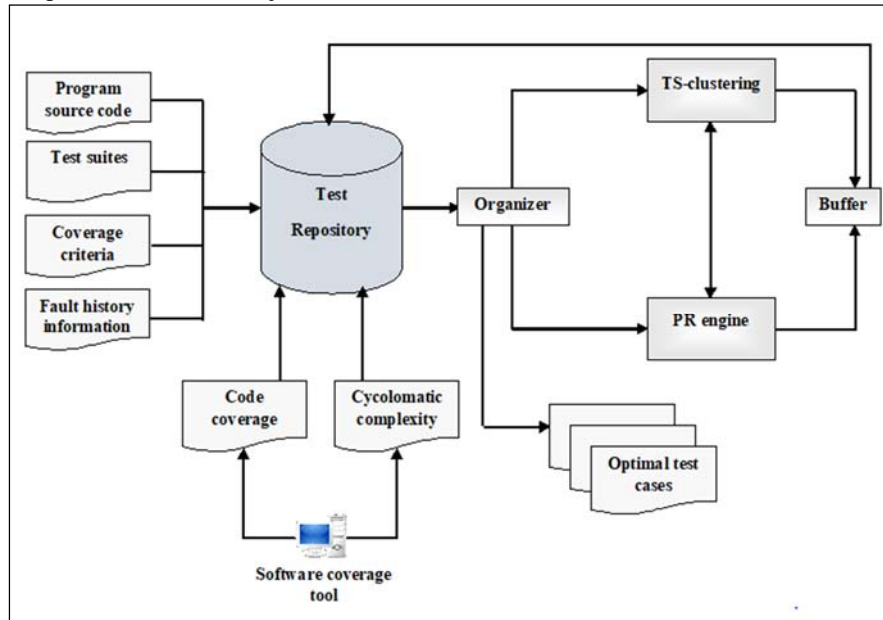 Program
source code
Test suites
Coverage
criteria
Fault history
information
Test
Repository
Code
coverage
Cycolomatic
complexity
Software coverage
tool
Organizer
TS-clustering
PR engine
Buffer
Optimal test
cases